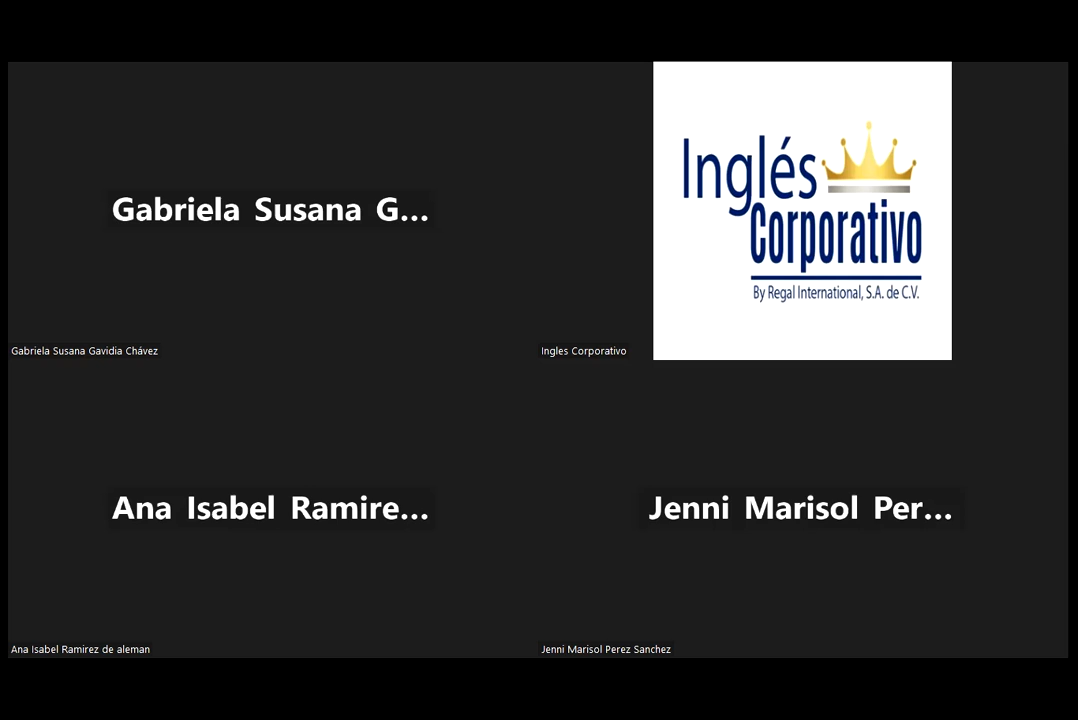 Gabriela Susana G...
Inglés
Corporativo
By Regal International, S.A. de C.V.
Gabriela Susana Gavidia Chávez
Ingles Corporativo
Ana Isabel Ramire...
Jenni Marisol Per...
Ana Isabel Ramirez de aleman
Jenni Marisol Perez Sanchez